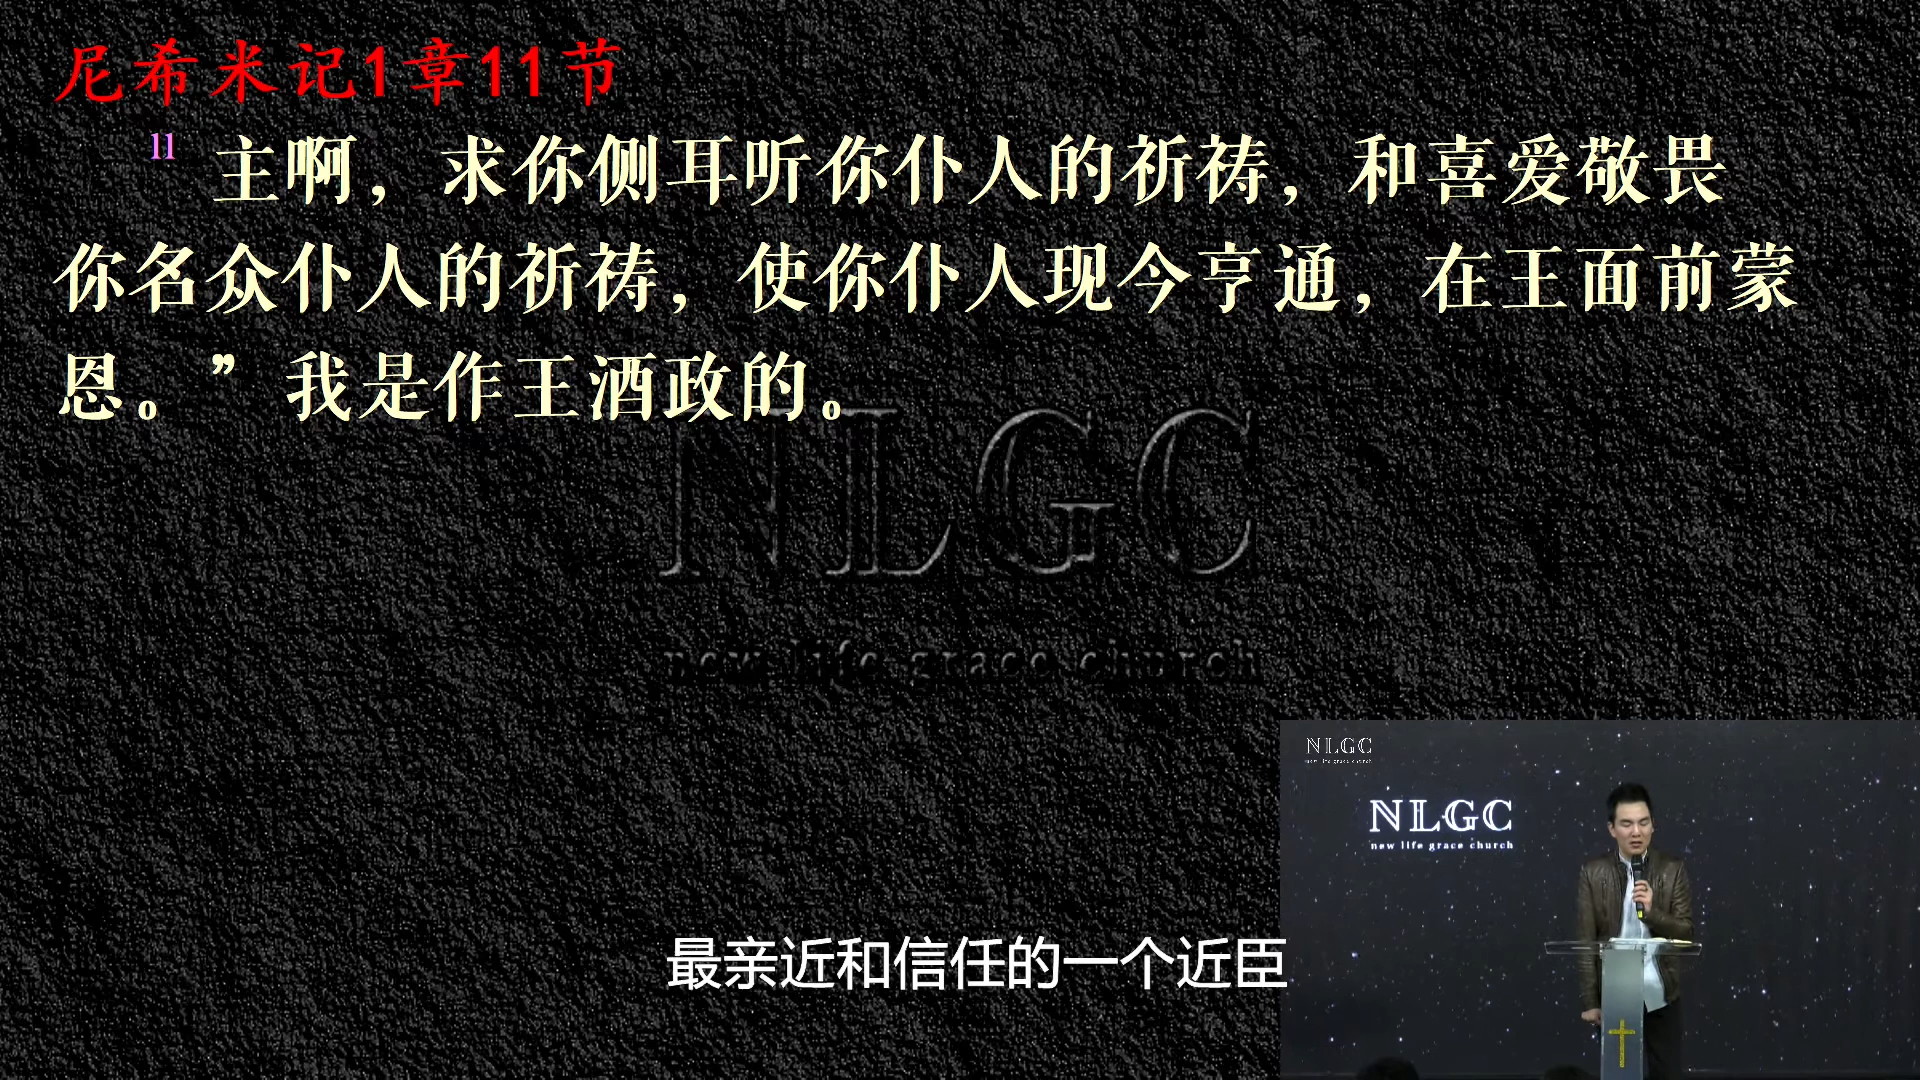 尼希米记1章11节
11 主啊，求你侧耳听你仆人的祈祷，和喜爱敬畏
你名众仆人的祈祷，使你仆人现今亨通，在王面前蒙
恩。”我是作王酒政的。
NLGC
new life grace church
NLGC
new life grace church
NLGC
new life grace church
最亲近和信任的一个近臣